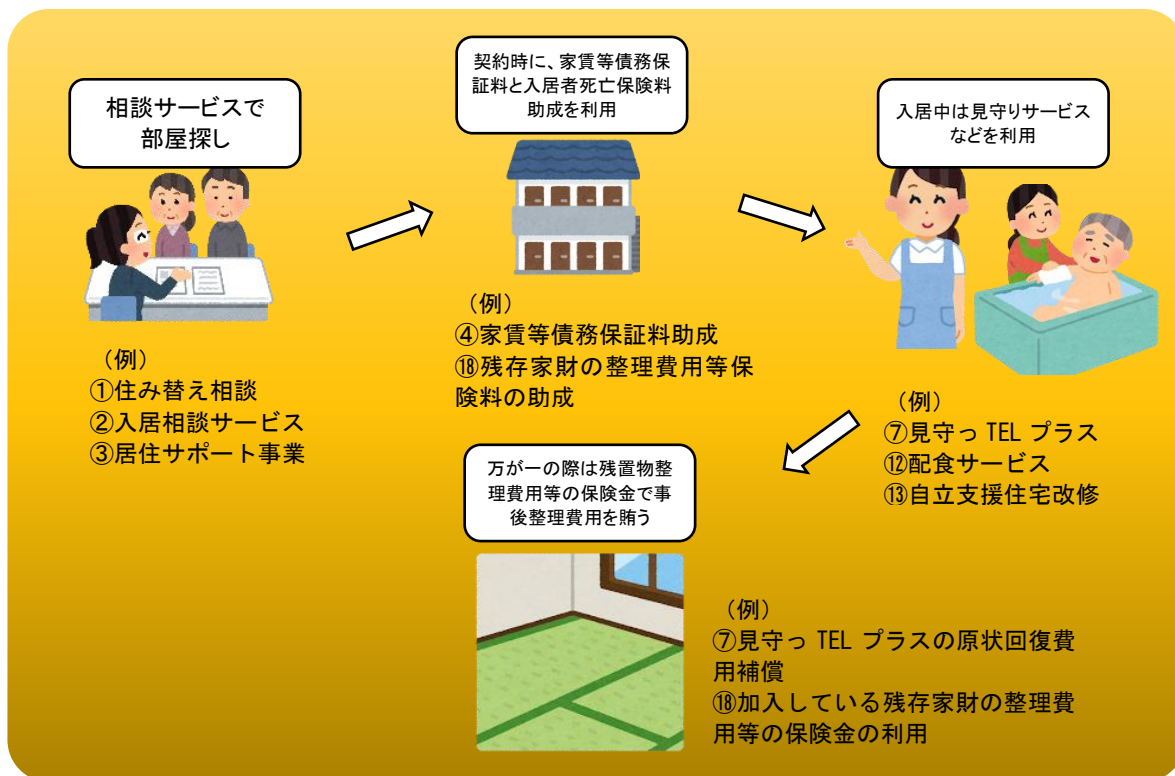 相談サービスで
部屋探し
(例)
①住み替え相談
②入居相談サービス
③居住サポート事業
契約時に、家賃等債務保
証料と入居者死亡保険料
助成を利用
(例)
④家賃等債務保証料助成
⑱残存家財の整理費用等保
険料の助成
入居中は見守りサービス
などを利用
(例)
⑦見守っ TEL プラス
⑫配食サービス
⑬自立支援住宅改修
万が一の際は残置物整
理費用等の保険金で事
後整理費用を賄う
(例)
⑦見守っ TEL プラスの原状回復費
用補償
⑱加入している残存家財の整理費
用等の保険金の利用